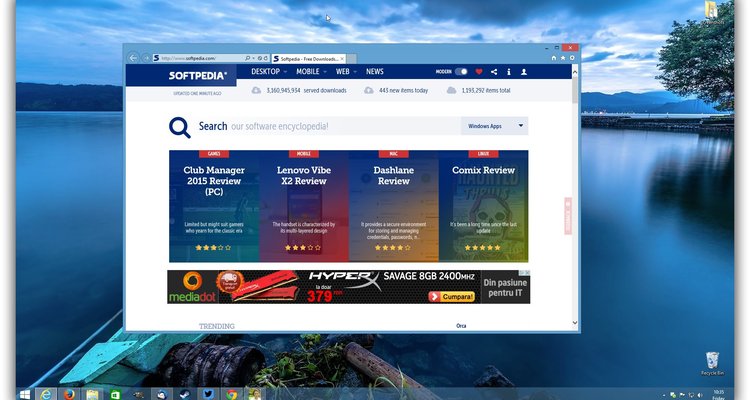 http://www.softpedia.com/
Softpedia - Free Downloads...
SOFTPEDIA®
DESKTOP MOBILE WEB NEWS
MODERN
UPDATED ONE MINUTE AGO
3,160,945,934 served downloads
443 new items today
1,193,292 items total
Search our software encyclopedia!
Windows Apps
GAMES
Club Manager
2015 Review
(PC)
Limited but might suit gamers
who yearn for the classic era
MOBILE
Lenovo Vibe
X2 Review
The handset is characterized by
its multi-layered design
MAC
Dashlane
Review
It provides a secure environment
for storing and managing
credentials, passwords, n...
LINUX
Comix Review
HAUNTED
THRILLS
It's been a long time since the last
update
mediadot
Transport
gratuit
HYPERX SAVAGE 8GB 2400MHZ
la doar
379
Cumpara!
Din pasiune
pentru IT
TRENDING
Orca
Recycle Bin
10:35
Friday